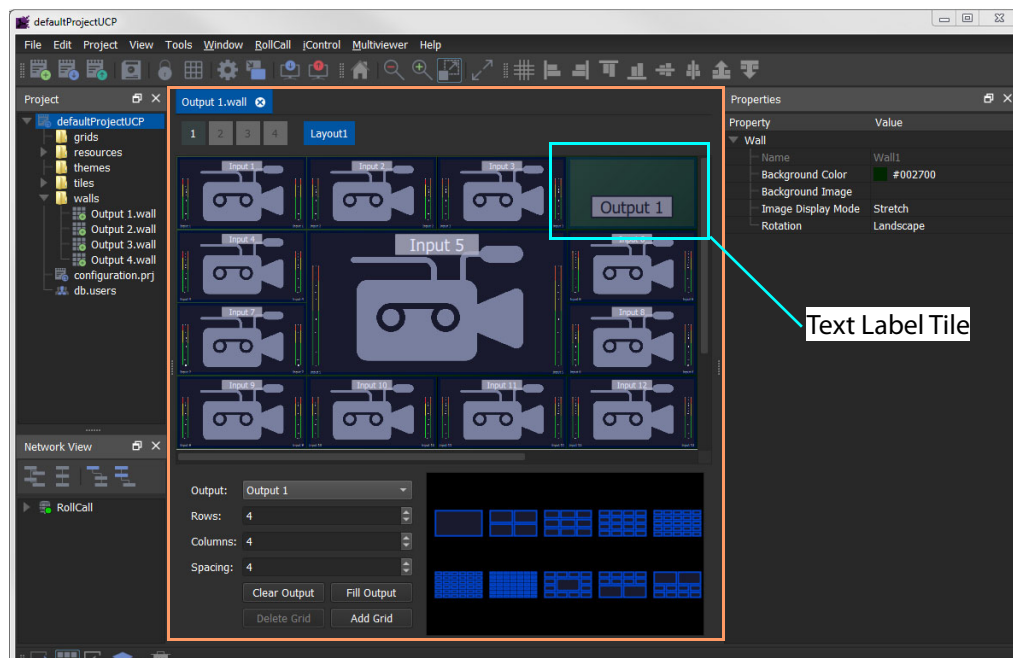 defaultProjectUCP
File Edit Project View Tools Window RollCall iControl Multiviewer Help
Project
defaultProjectUCP
grids
resources
themes
tiles
walls
Output 1.wall
Output 2.wall
Output 3.wall
Output 4.wall
configuration.prj
db.users
Network View
RollCall
Output 1.wall
1 2 3 4 Layout1
Input 1 Input 2 Input 3
Output 1
Input 4 Input 5 Input 6
Input 7 Input 8
Input 9 Input 10 Input 11 Input 12
Output: Output 1
Rows: 4
Columns: 4
Spacing: 4
Clear Output Fill Output
Delete Grid Add Grid
Properties
Property Value
Wall
Name Wall1
Background Color #002700
Background Image
Image Display Mode Stretch
Rotation Landscape
Text Label Tile